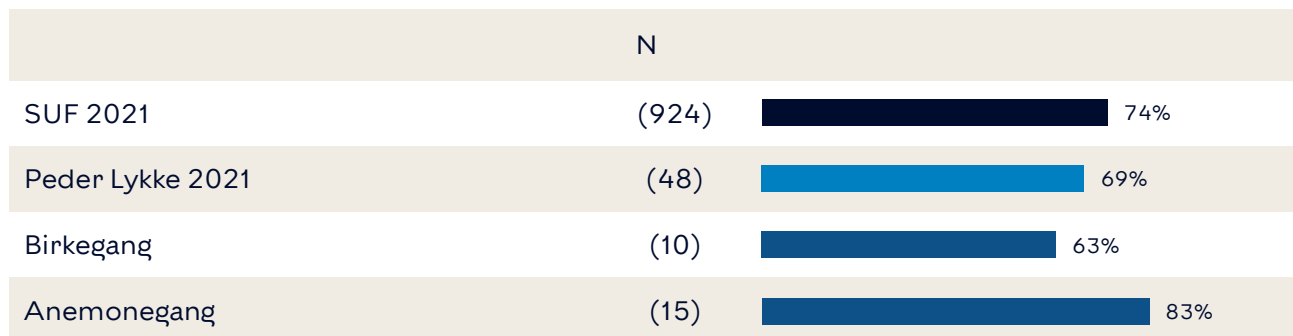 N
SUF 2021 (924) 74%
Peder Lykke 2021 (48) 69%
Birkegang (10) 63%
Anemonegang (15) 83%